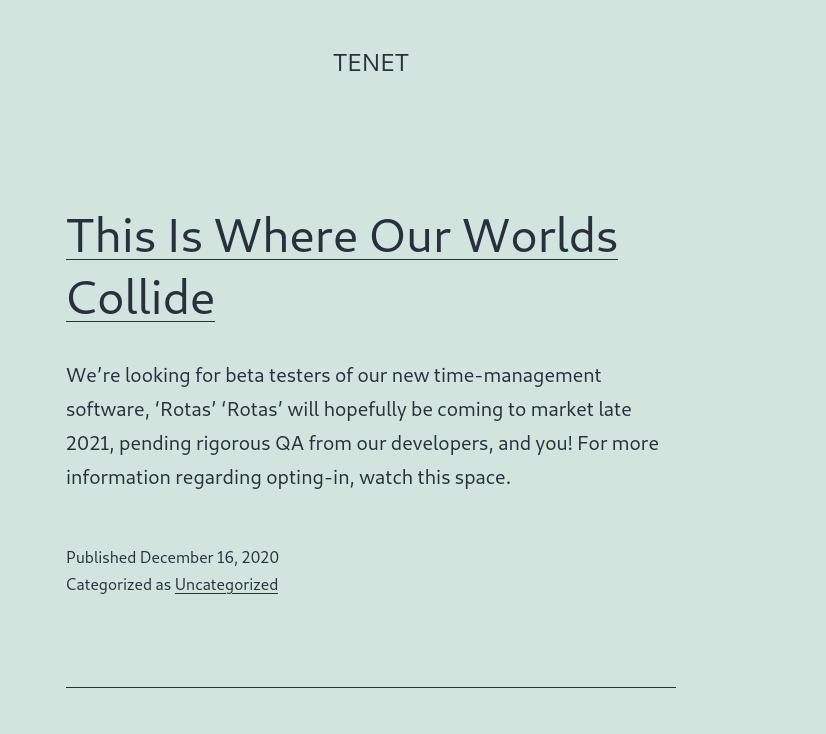 TENET
This Is Where Our Worlds
Collide
We’re looking for beta testers of our new time-management
software, ‘Rotas’ ‘Rotas’ will hopefully be coming to market late
2021, pending rigorous QA from our developers, and you! For more
information regarding opting-in, watch this space.
Published December 16, 2020
Categorized as Uncategorized